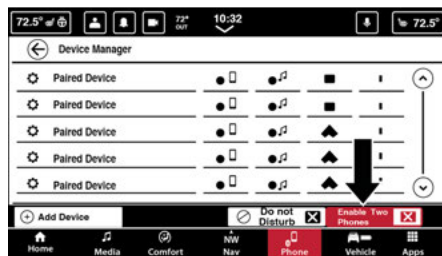 72.5° 72° OUT 10:32 72.5°
Device Manager
Paired Device
Paired Device
Paired Device
Paired Device
Paired Device
+ Add Device Do not Disturb X Enable Two Phones X
Home Media Comfort NW Nav Phone Vehicle Apps